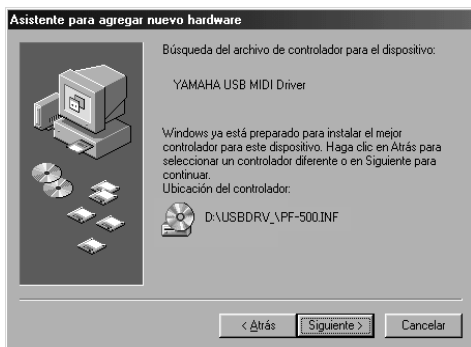 Asistente para agregar nuevo hardware
Búsqueda del archivo de controlador para el dispositivo:
YAMAHA USB MIDI Driver
Windows ya está preparado para instalar el mejor
controlador para este dispositivo. Haga clic en Atrás para
seleccionar un controlador diferente o en Siguiente para
continuar.
Ubicación del controlador:
D:\USBDRV_\PF-500.INF
< Atrás
Siguiente >
Cancelar